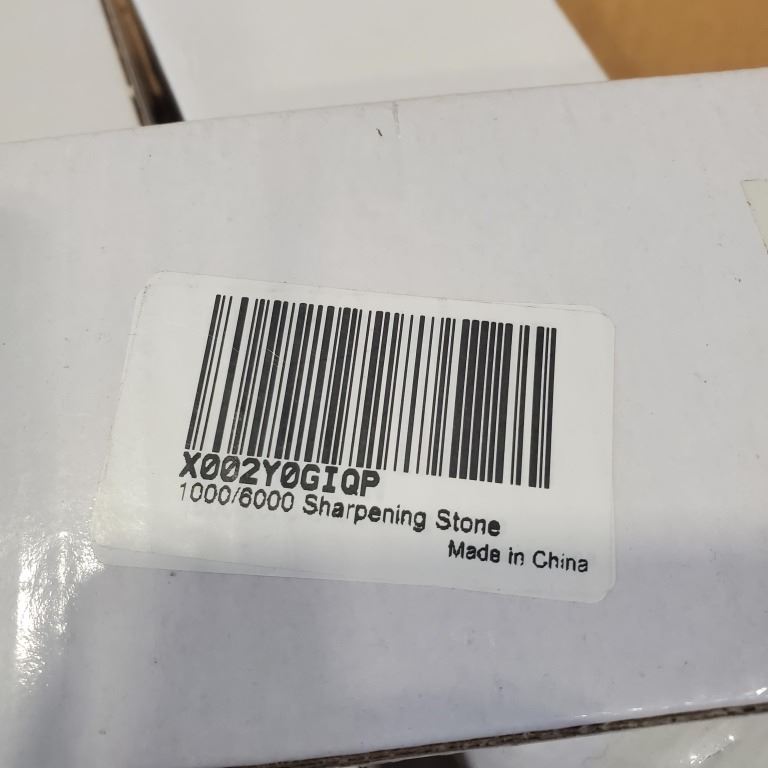 X002Y0GIQP
1000/6000 Sharpening Stone
Made in China